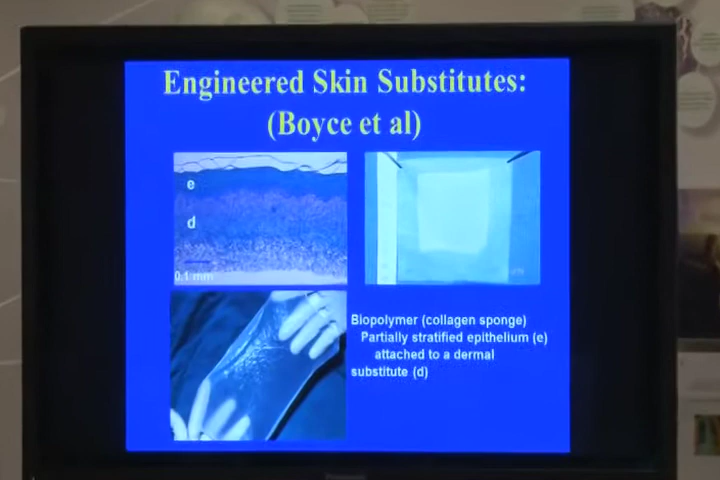 Engineered Skin Substitutes:
(Boyce et al)
e
d
0.1 mm
Biopolymer (collagen sponge)
Partially stratified epithelium (e)
attached to a dermal
substitute (d)